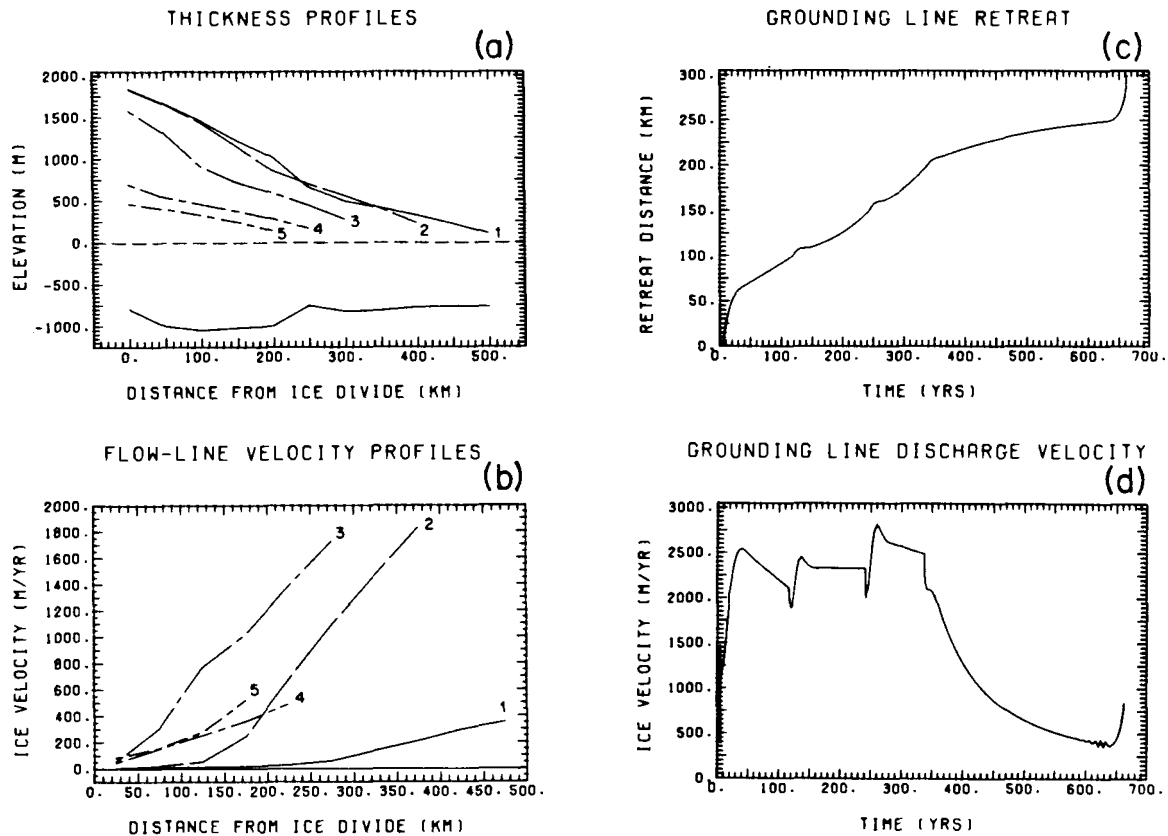 THICKNESS PROFILES
(a)
2000.
1500.
1000.
500.
0.
-500.
-1000.
ELEVATION (M)
1
2
3
4
5
0. 100. 200. 300. 400. 500.
DISTANCE FROM ICE DIVIDE (KM)
GROUNDING LINE RETREAT
(c)
300.
250.
200.
150.
100.
50.
0.
RETREAT DISTANCE (KM)
0. 100. 200. 300. 400. 500. 600. 700.
TIME (YRS)
FLOW-LINE VELOCITY PROFILES
(b)
2000.
1800.
1600.
1400.
1200.
1000.
800.
600.
400.
200.
0.
ICE VELOCITY (M/YR)
3
2
5
4
1
0. 50. 100. 150. 200. 250. 300. 350. 400. 450. 500.
DISTANCE FROM ICE DIVIDE (KM)
GROUNDING LINE DISCHARGE VELOCITY
(d)
3000.
2500.
2000.
1500.
1000.
500.
0.
ICE VELOCITY (M/YR)
0. 100. 200. 300. 400. 500. 600. 700.
TIME (YRS)